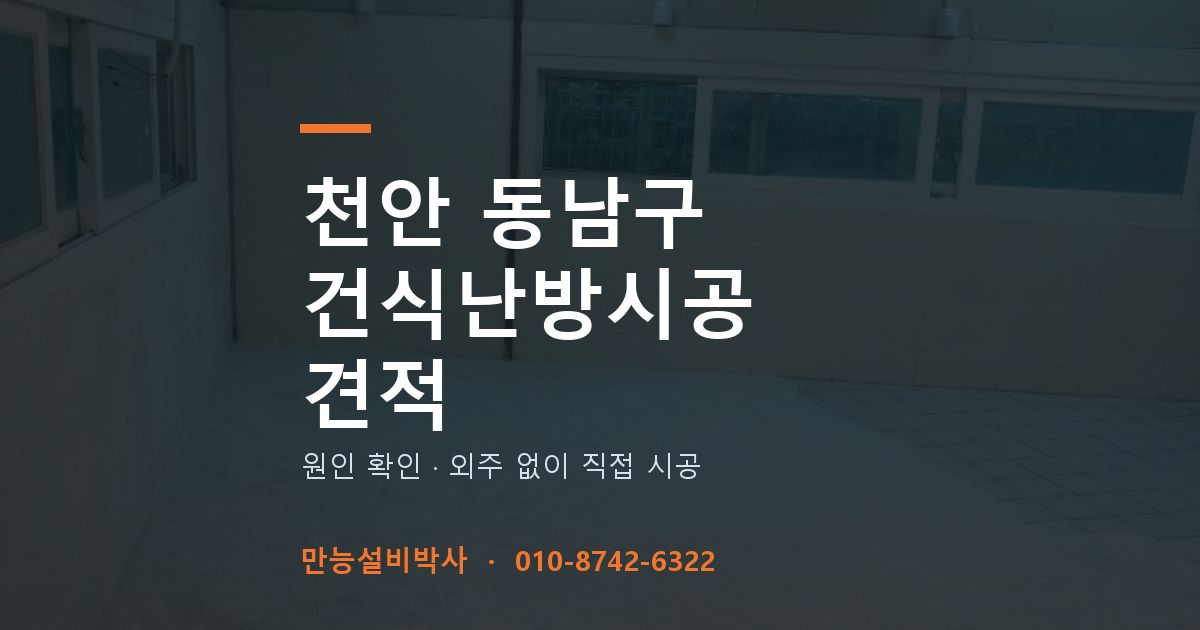 천안 동남구
건식난방시공
견적
원인 확인 · 외주 없이 직접 시공
만능설비박사 · 010-8742-6322